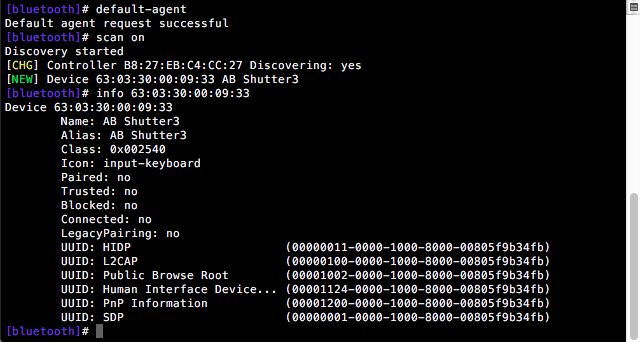 [bluetooth]# default-agent
Default agent request successful
[bluetooth]# scan on
Discovery started
[CHG] Controller B8:27:EB:C4:CC:27 Discovering: yes
[NEW] Device 63:03:30:00:09:33 AB Shutter3
[bluetooth]# info 63:03:30:00:09:33
Device 63:03:30:00:09:33
Name: AB Shutter3
Alias: AB Shutter3
Class: 0x002540
Icon: input-keyboard
Paired: no
Trusted: no
Blocked: no
Connected: no
LegacyPairing: no
UUID: HIDP (00000011-0000-1000-8000-00805f9b34fb)
UUID: L2CAP (00000100-0000-1000-8000-00805f9b34fb)
UUID: Public Browse Root (00001002-0000-1000-8000-00805f9b34fb)
UUID: Human Interface Device... (00001124-0000-1000-8000-00805f9b34fb)
UUID: PnP Information (00001200-0000-1000-8000-00805f9b34fb)
UUID: SDP (00000001-0000-1000-8000-00805f9b34fb)
[bluetooth]#